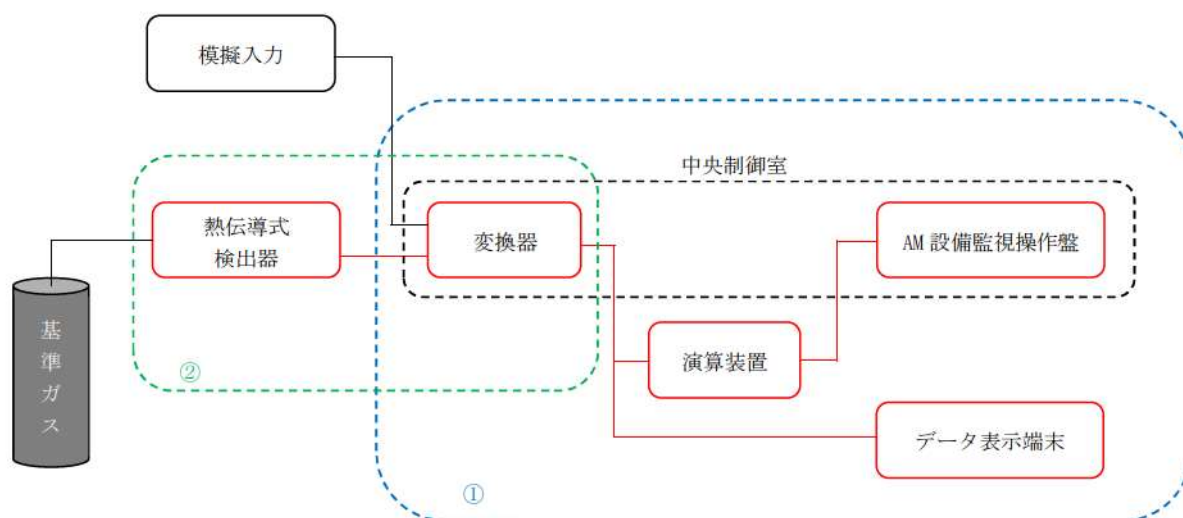 模擬入力
中央制御室
熱伝導式
検出器
変換器
AM 設備監視操作盤
基
準
ガ
ス
②
演算装置
データ表示端末
①